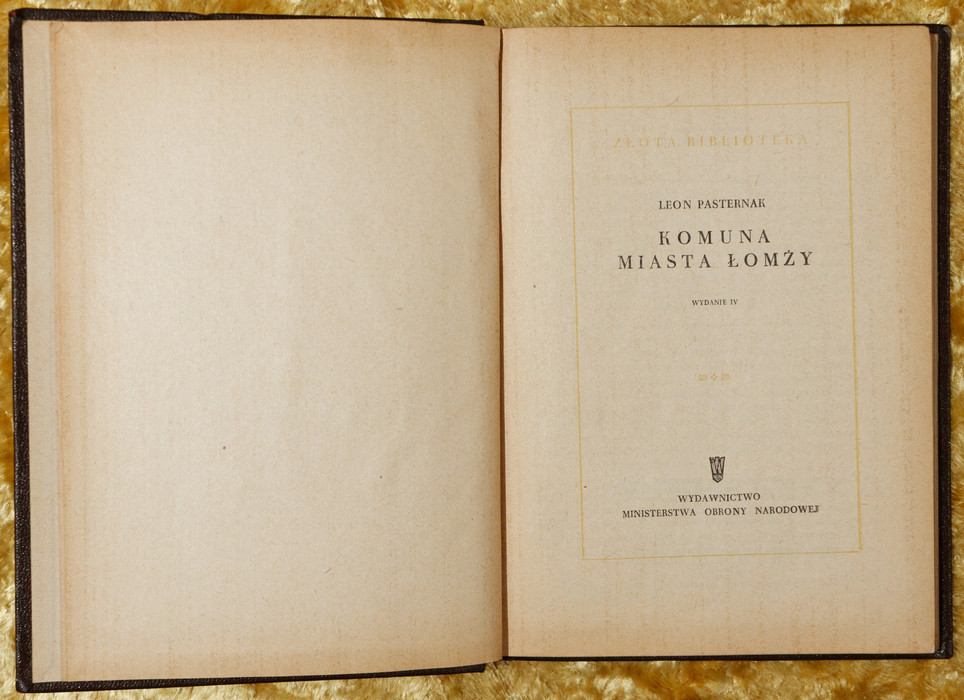 ZŁOTA BIBLIOTEKA
LEON PASTERNAK
KOMUNA
MIASTA ŁOMŻY
WYDANIE IV
WYDAWNICTWO
MINISTERSTWA OBRONY NARODOWEJ